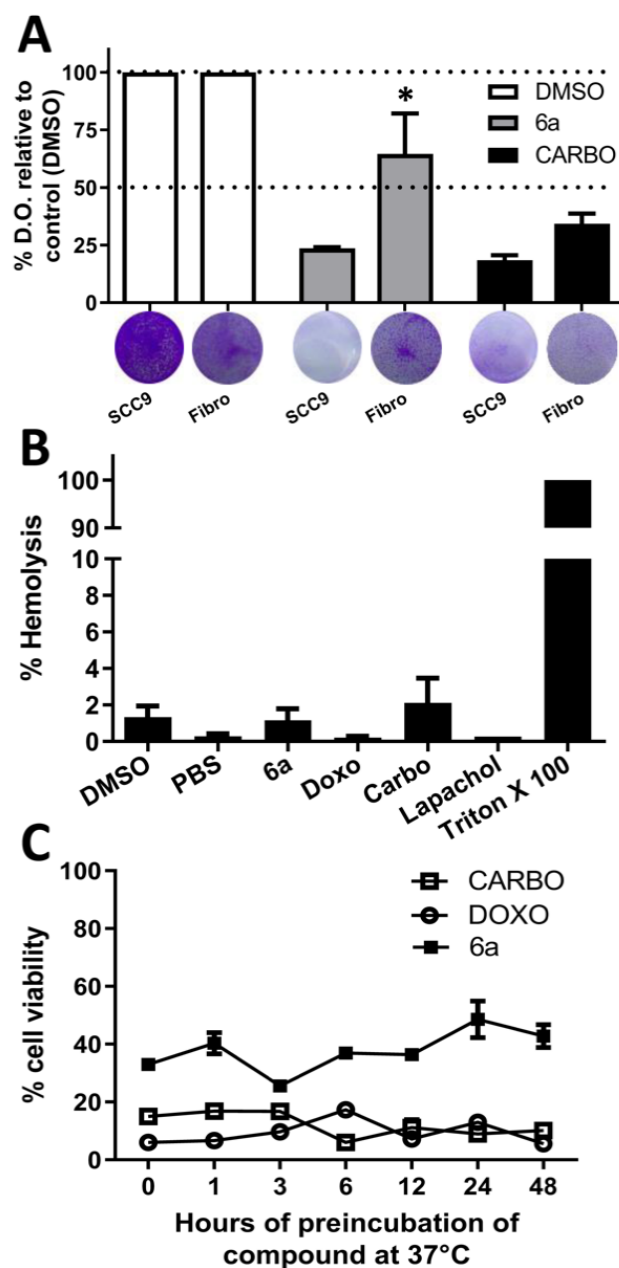 A
% D.O. relative to
control (DMSO)
100
75
50
25
0
*
DMSO
6a
CARBO
SCC9
Fibro
SCC9
Fibro
SCC9
Fibro
B
% Hemolysis
100
90
10
8
6
4
2
0
DMSO
PBS
6a
Doxo
Carbo
Lapachol
Triton X 100
C
% cell viability
100
80
60
40
20
0
CARBO
DOXO
6a
0 1 3 6 12 24 48
Hours of preincubation of
compound at 37°C